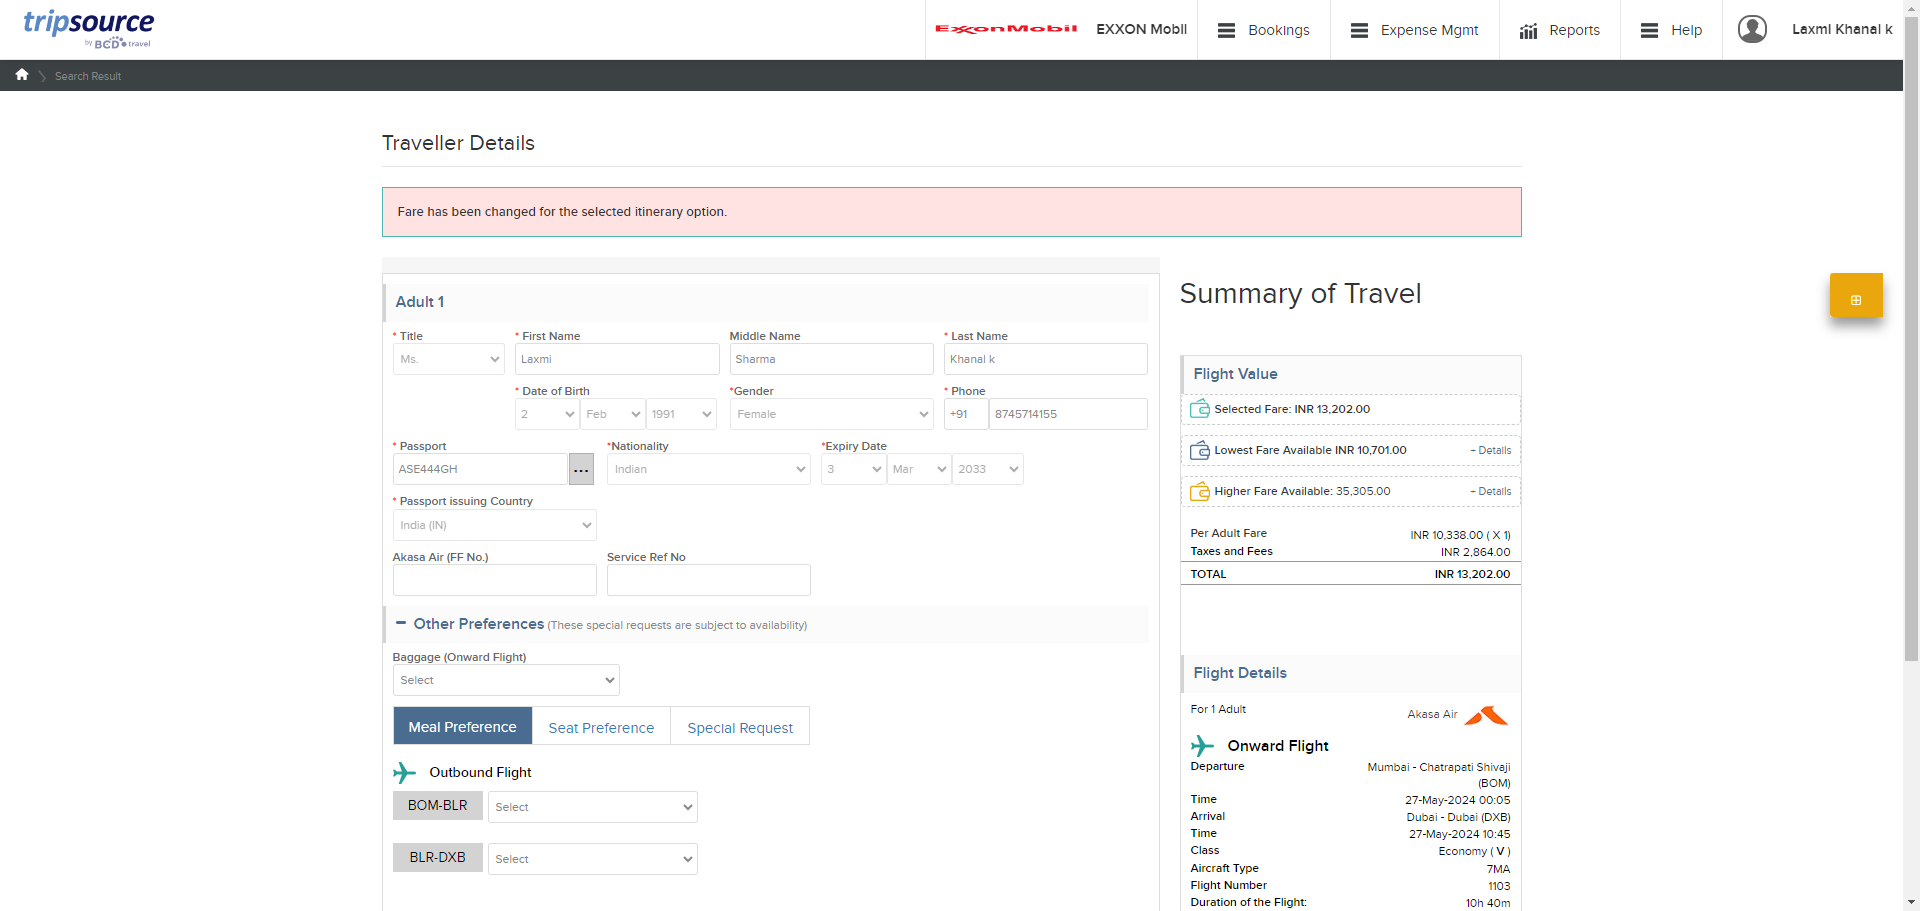 tripsource
by BCD travel
ExxonMobil
EXXON Mobil
Bookings
Expense Mgmt
Reports
Help
Laxmi Khanal k
Search Result
Traveller Details
Fare has been changed for the selected itinerary option.
Adult 1
* Title
* First Name
Middle Name
* Last Name
Ms.
Laxmi
Sharma
Khanal k
* Date of Birth
*Gender
* Phone
2
Feb
1991
Female
+91
8745714155
* Passport
*Nationality
*Expiry Date
ASE444GH
...
Indian
3
Mar
2033
* Passport issuing Country
India (IN)
Akasa Air (FF No.)
Service Ref No
Other Preferences (These special requests are subject to availability)
Baggage (Onward Flight)
Select
Meal Preference
Seat Preference
Special Request
Outbound Flight
BOM-BLR
Select
BLR-DXB
Select
Summary of Travel
Flight Value
Selected Fare: INR 13,202.00
Lowest Fare Available INR 10,701.00
+ Details
Higher Fare Available: 35,305.00
+ Details
Per Adult Fare
INR 10,338.00 ( X 1)
Taxes and Fees
INR 2,864.00
TOTAL
INR 13,202.00
Flight Details
For 1 Adult
Akasa Air
Onward Flight
Departure
Mumbai - Chatrapati Shivaji
(BOM)
Time
27-May-2024 00:05
Arrival
Dubai - Dubai (DXB)
Time
27-May-2024 10:45
Class
Economy ( V )
Aircraft Type
7MA
Flight Number
1103
Duration of the Flight:
10h 40m